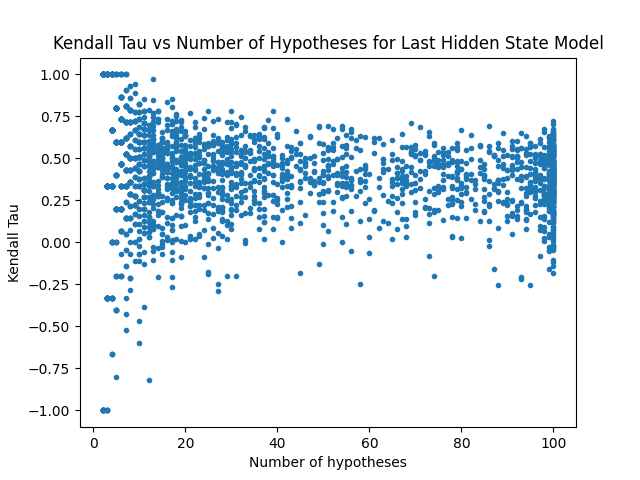 Kendall Tau vs Number of Hypotheses for Last Hidden State Model
1.00
0.75
0.50
0.25
0.00
−0.25
−0.50
−0.75
−1.00
Kendall Tau
0 20 40 60 80 100
Number of hypotheses